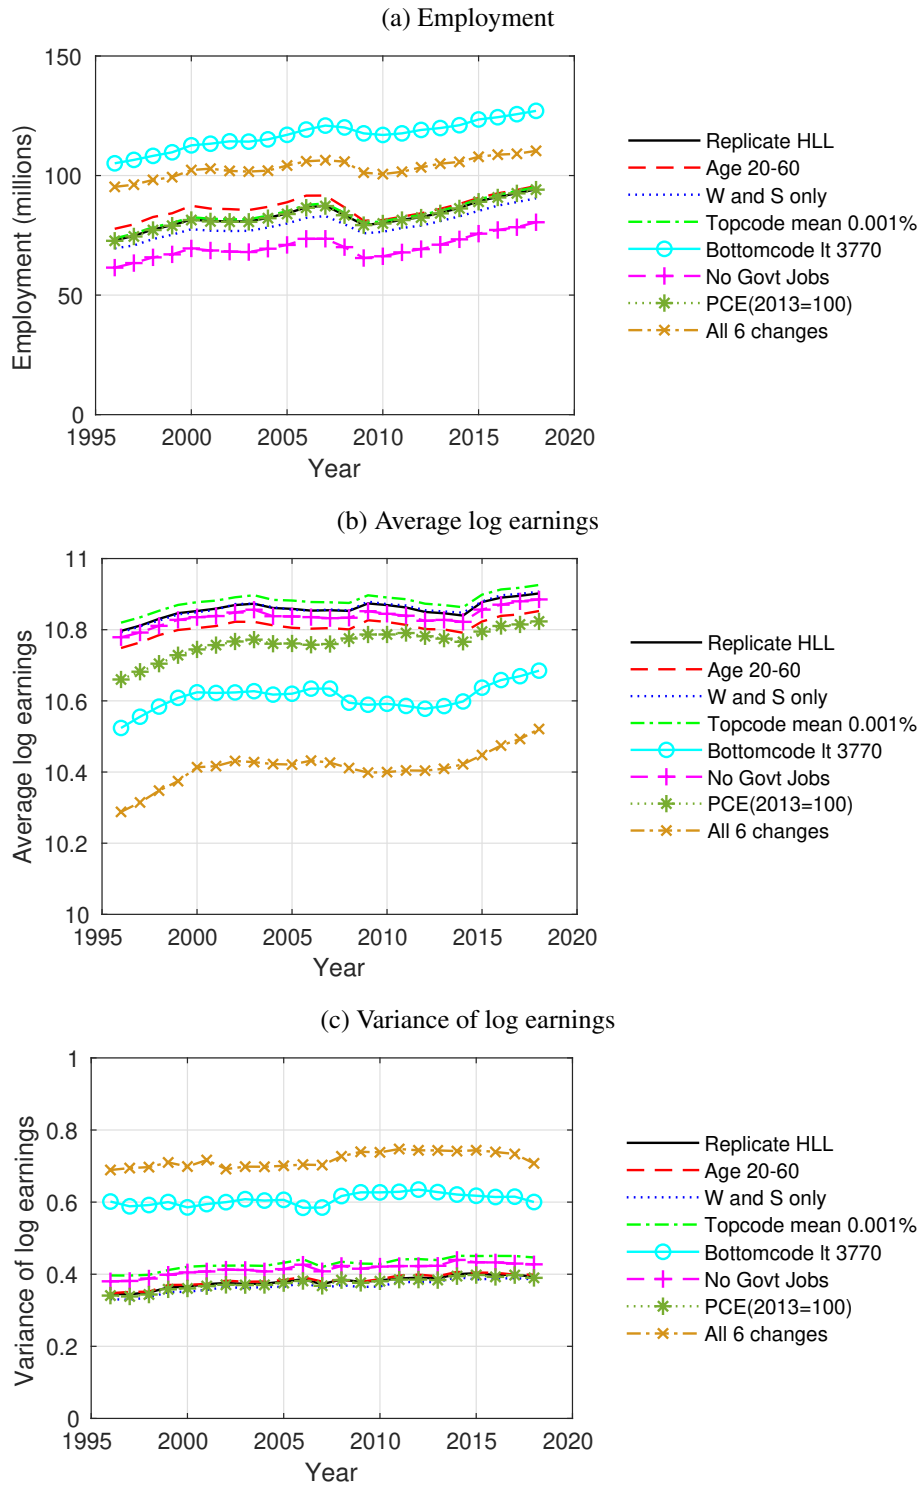 (a) Employment
150
100
50
0
1995
2000
2005
2010
2015
2020
Year
Employment (millions)
Replicate HLL
Age 20-60
W and S only
Topcode mean 0.001%
Bottomcode lt 3770
No Govt Jobs
PCE(2013=100)
All 6 changes
(b) Average log earnings
11
10.8
10.6
10.4
10.2
10
1995
2000
2005
2010
2015
2020
Year
Average log earnings
Replicate HLL
Age 20-60
W and S only
Topcode mean 0.001%
Bottomcode lt 3770
No Govt Jobs
PCE(2013=100)
All 6 changes
(c) Variance of log earnings
1
0.8
0.6
0.4
0.2
0
1995
2000
2005
2010
2015
2020
Year
Variance of log earnings
Replicate HLL
Age 20-60
W and S only
Topcode mean 0.001%
Bottomcode lt 3770
No Govt Jobs
PCE(2013=100)
All 6 changes